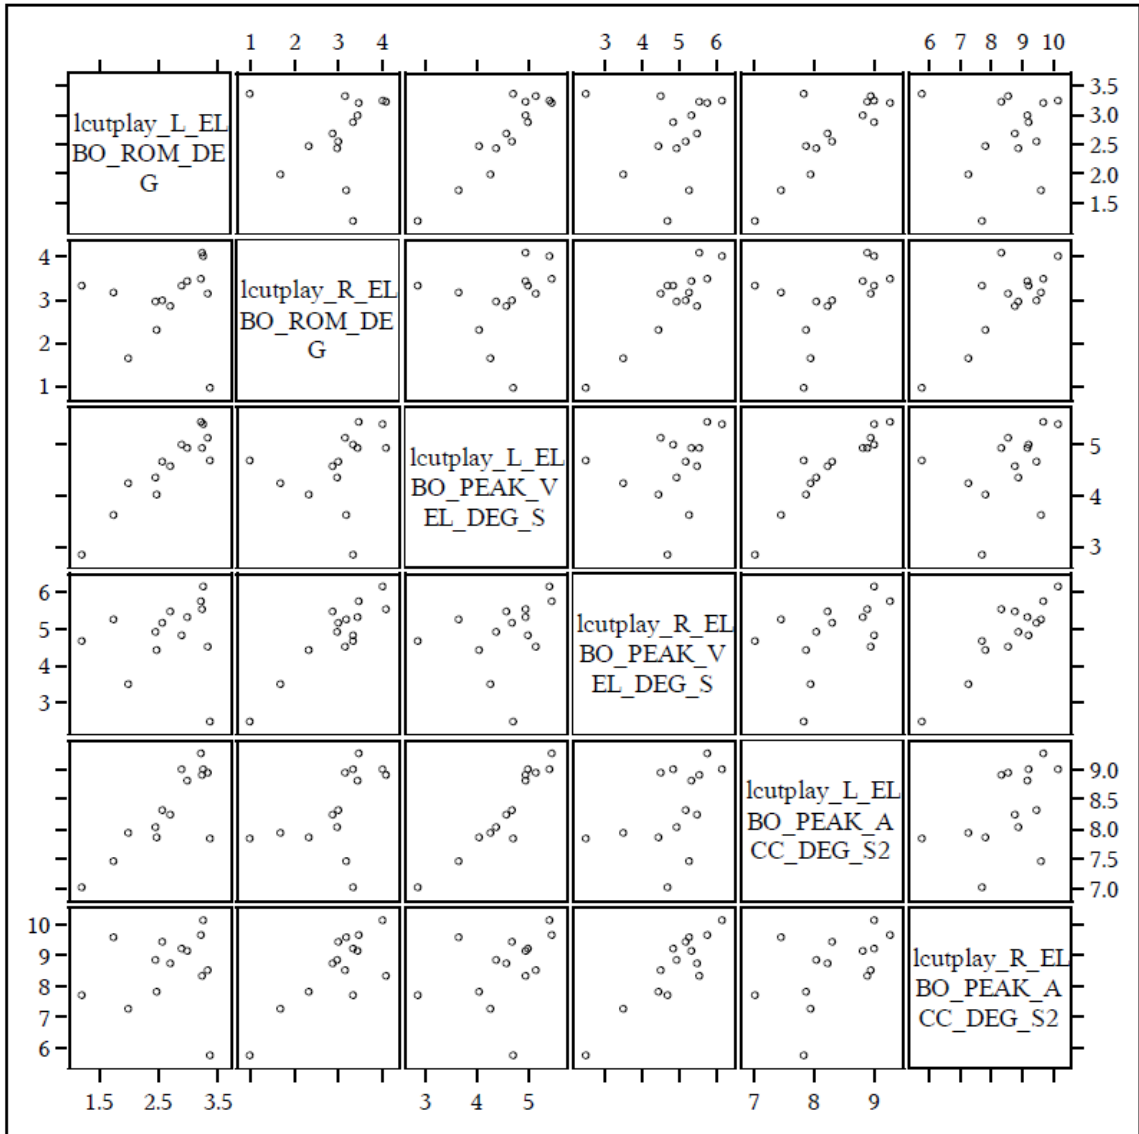 1 2 3 4 3 4 5 6 6 7 8 9 10
lcutplay_L_EL
BO_ROM_DE
G
3.5
3.0
2.5
2.0
1.5
4
3
2
1
lcutplay_R_EL
BO_ROM_DE
G
lcutplay_L_EL
BO_PEAK_V
EL_DEG_S
5
4
3
6
5
4
3
lcutplay_R_EL
BO_PEAK_V
EL_DEG_S
lcutplay_L_EL
BO_PEAK_A
CC_DEG_S2
9.0
8.5
8.0
7.5
7.0
10
9
8
7
6
lcutplay_R_EL
BO_PEAK_A
CC_DEG_S2
1.5 2.5 3.5 3 4 5 7 8 9